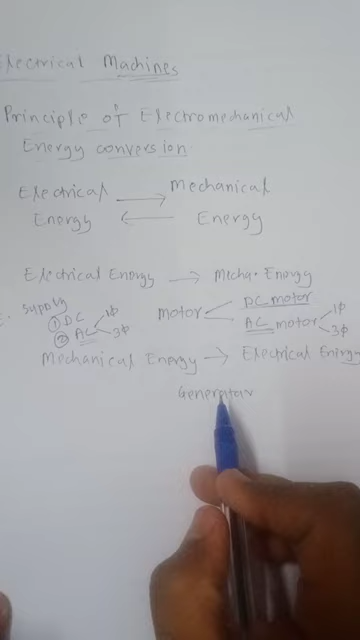 Electrical Machines
Principle of Electromechanical
Energy conversion
Electrical → Mechanical
Energy ← Energy
Electrical Energy → Mecha. Energy
Supply
① DC
② AC 1Φ
3Φ
Motor DC motor
AC motor 1Φ
3Φ
Mechanical Energy → Electrical Energy
Generator